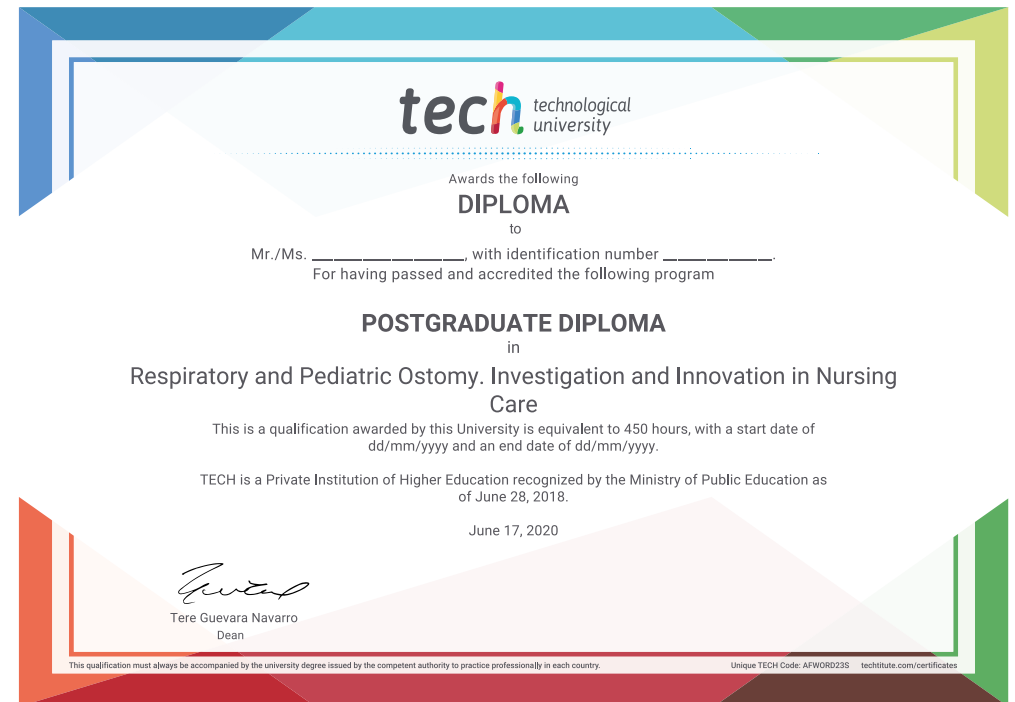 tech technological
university
Awards the following
DIPLOMA
to
Mr./Ms. ________________, with identification number ____________.
For having passed and accredited the following program
POSTGRADUATE DIPLOMA
in
Respiratory and Pediatric Ostomy. Investigation and Innovation in Nursing
Care
This is a qualification awarded by this University is equivalent to 450 hours, with a start date of
dd/mm/yyyy and an end date of dd/mm/yyyy.
TECH is a Private Institution of Higher Education recognized by the Ministry of Public Education as
of June 28, 2018.
June 17, 2020
Tere Guevara Navarro
Dean
This qualification must always be accompanied by the university degree issued by the competent authority to practice professionally in each country.
Unique TECH Code: AFWORD23S techtitute.com/certificates